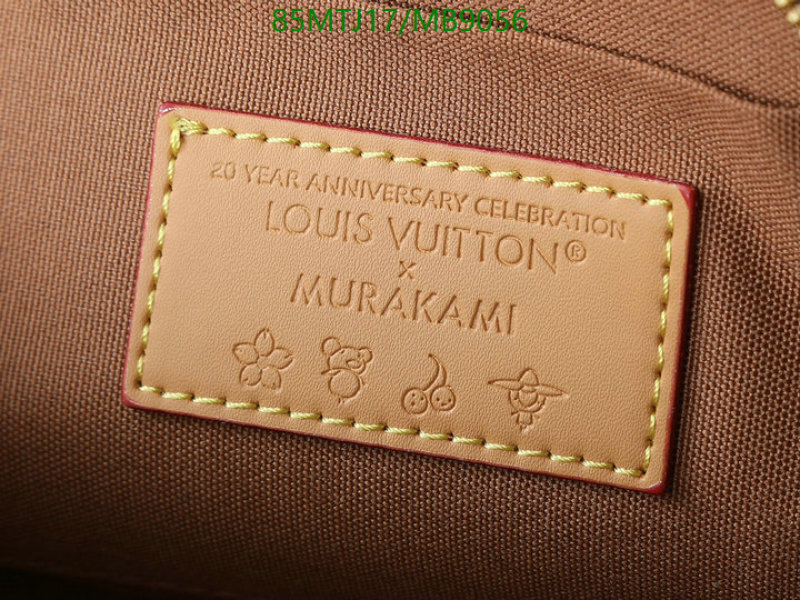 85MTJ17/MB9056
20 YEAR ANNIVERSARY CELEBRATION
LOUIS VUITTON®
x
MURAKAMI